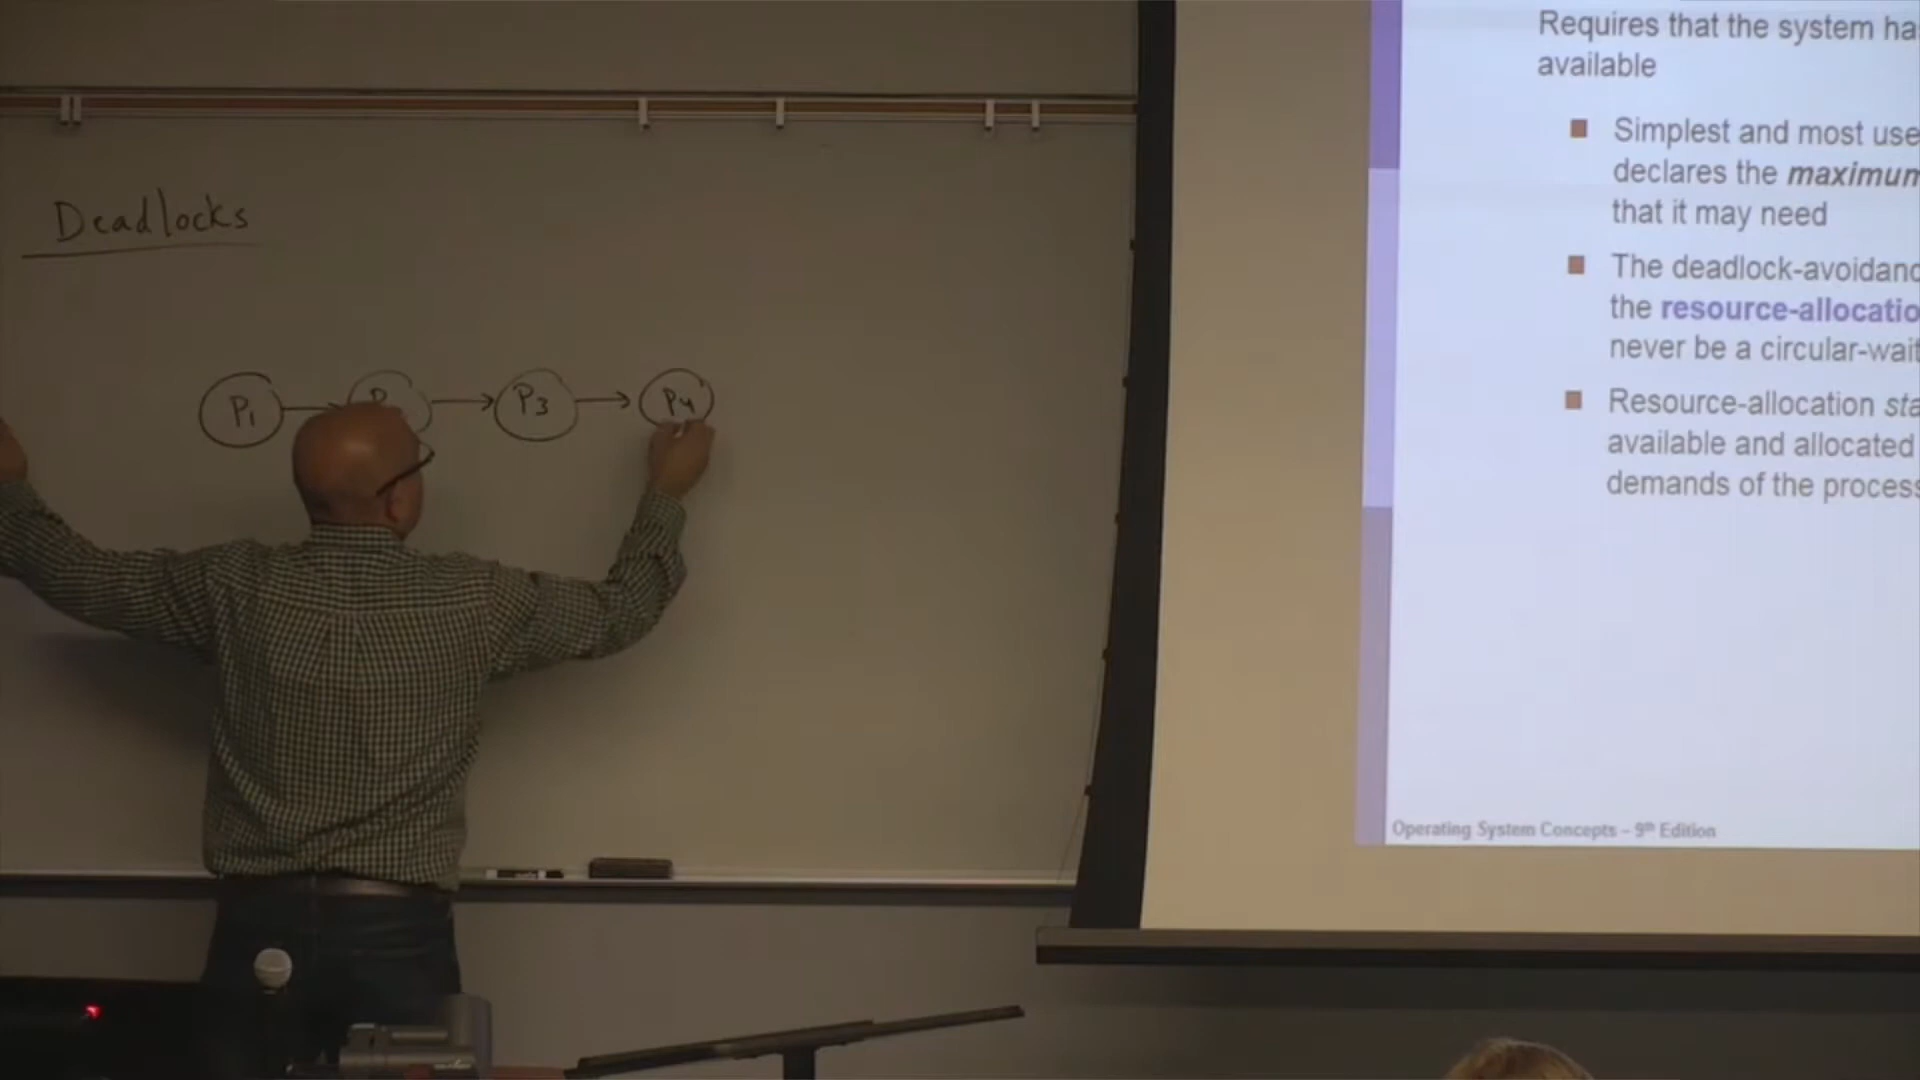 Deadlocks
P1 P3 P4
Requires that the system ha
available
Simplest and most use
declares the maximum
that it may need
The deadlock-avoidanc
the resource-allocatio
never be a circular-wait
Resource-allocation sta
available and allocated
demands of the process
Operating System Concepts – 9th Edition